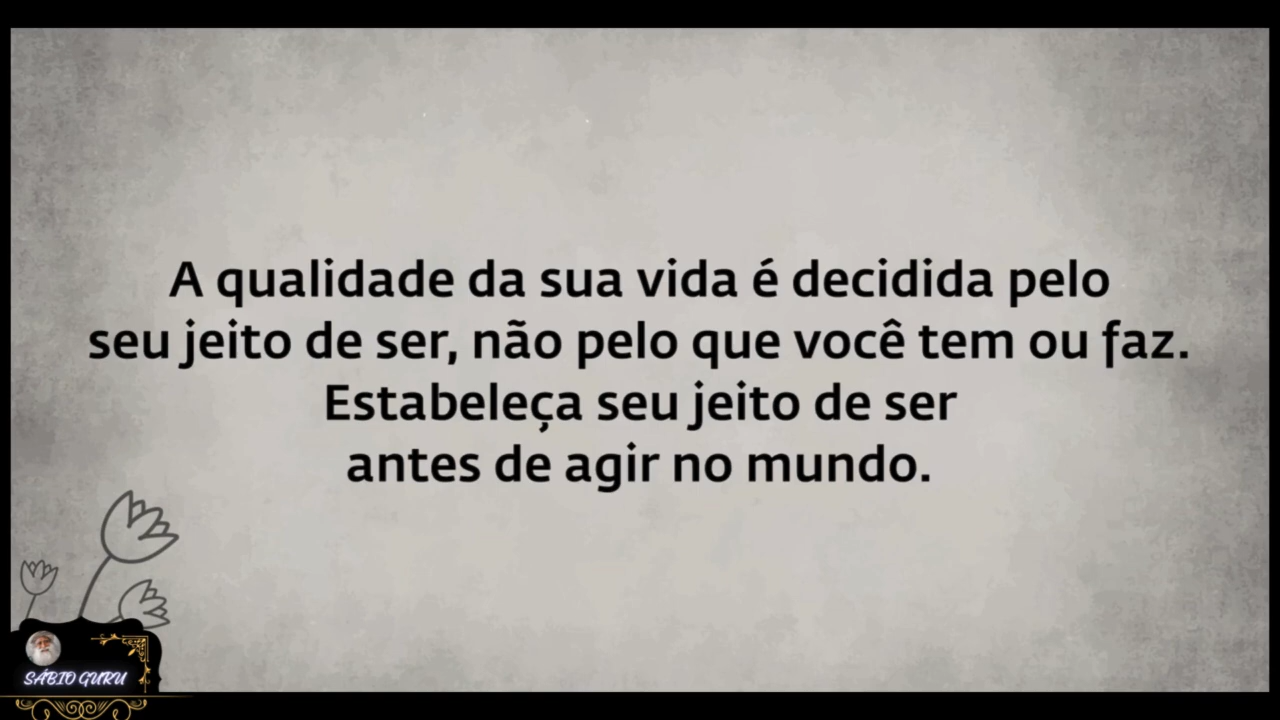 A qualidade da sua vida é decidida pelo
seu jeito de ser, não pelo que você tem ou faz.
Estabeleça seu jeito de ser
antes de agir no mundo.
SÁBIO GURU